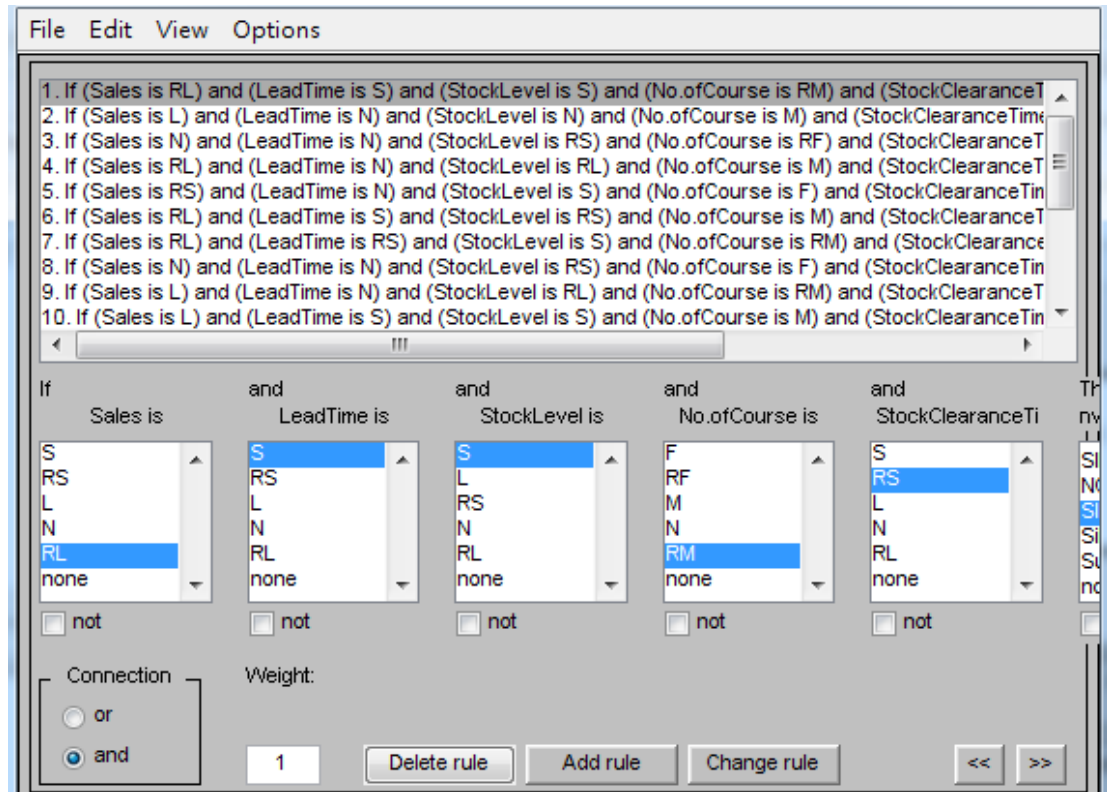 File Edit View Options
1. If (Sales is RL) and (LeadTime is S) and (StockLevel is S) and (No.ofCourse is RM) and (StockClearanceT
2. If (Sales is L) and (LeadTime is N) and (StockLevel is N) and (No.ofCourse is M) and (StockClearanceTime
3. If (Sales is N) and (LeadTime is N) and (StockLevel is RS) and (No.ofCourse is RF) and (StockClearanceT
4. If (Sales is RL) and (LeadTime is N) and (StockLevel is RL) and (No.ofCourse is M) and (StockClearanceT
5. If (Sales is RS) and (LeadTime is N) and (StockLevel is S) and (No.ofCourse is F) and (StockClearanceTim
6. If (Sales is RL) and (LeadTime is S) and (StockLevel is RS) and (No.ofCourse is M) and (StockClearanceT
7. If (Sales is RL) and (LeadTime is RS) and (StockLevel is S) and (No.ofCourse is RM) and (StockClearance
8. If (Sales is N) and (LeadTime is N) and (StockLevel is RS) and (No.ofCourse is F) and (StockClearanceTim
9. If (Sales is L) and (LeadTime is N) and (StockLevel is RL) and (No.ofCourse is RM) and (StockClearanceT
10. If (Sales is L) and (LeadTime is S) and (StockLevel is S) and (No.ofCourse is M) and (StockClearanceTim
If and and and and Th
Sales is LeadTime is StockLevel is No.ofCourse is StockClearanceTi nv
S S S F S SI
RS RS L RF RS NO
L L RS M L SI
N N N N N Si
RL RL RL RM RL Su
none none none none none no
not not not not not
Connection Weight:
or
and 1 Delete rule Add rule Change rule << >>